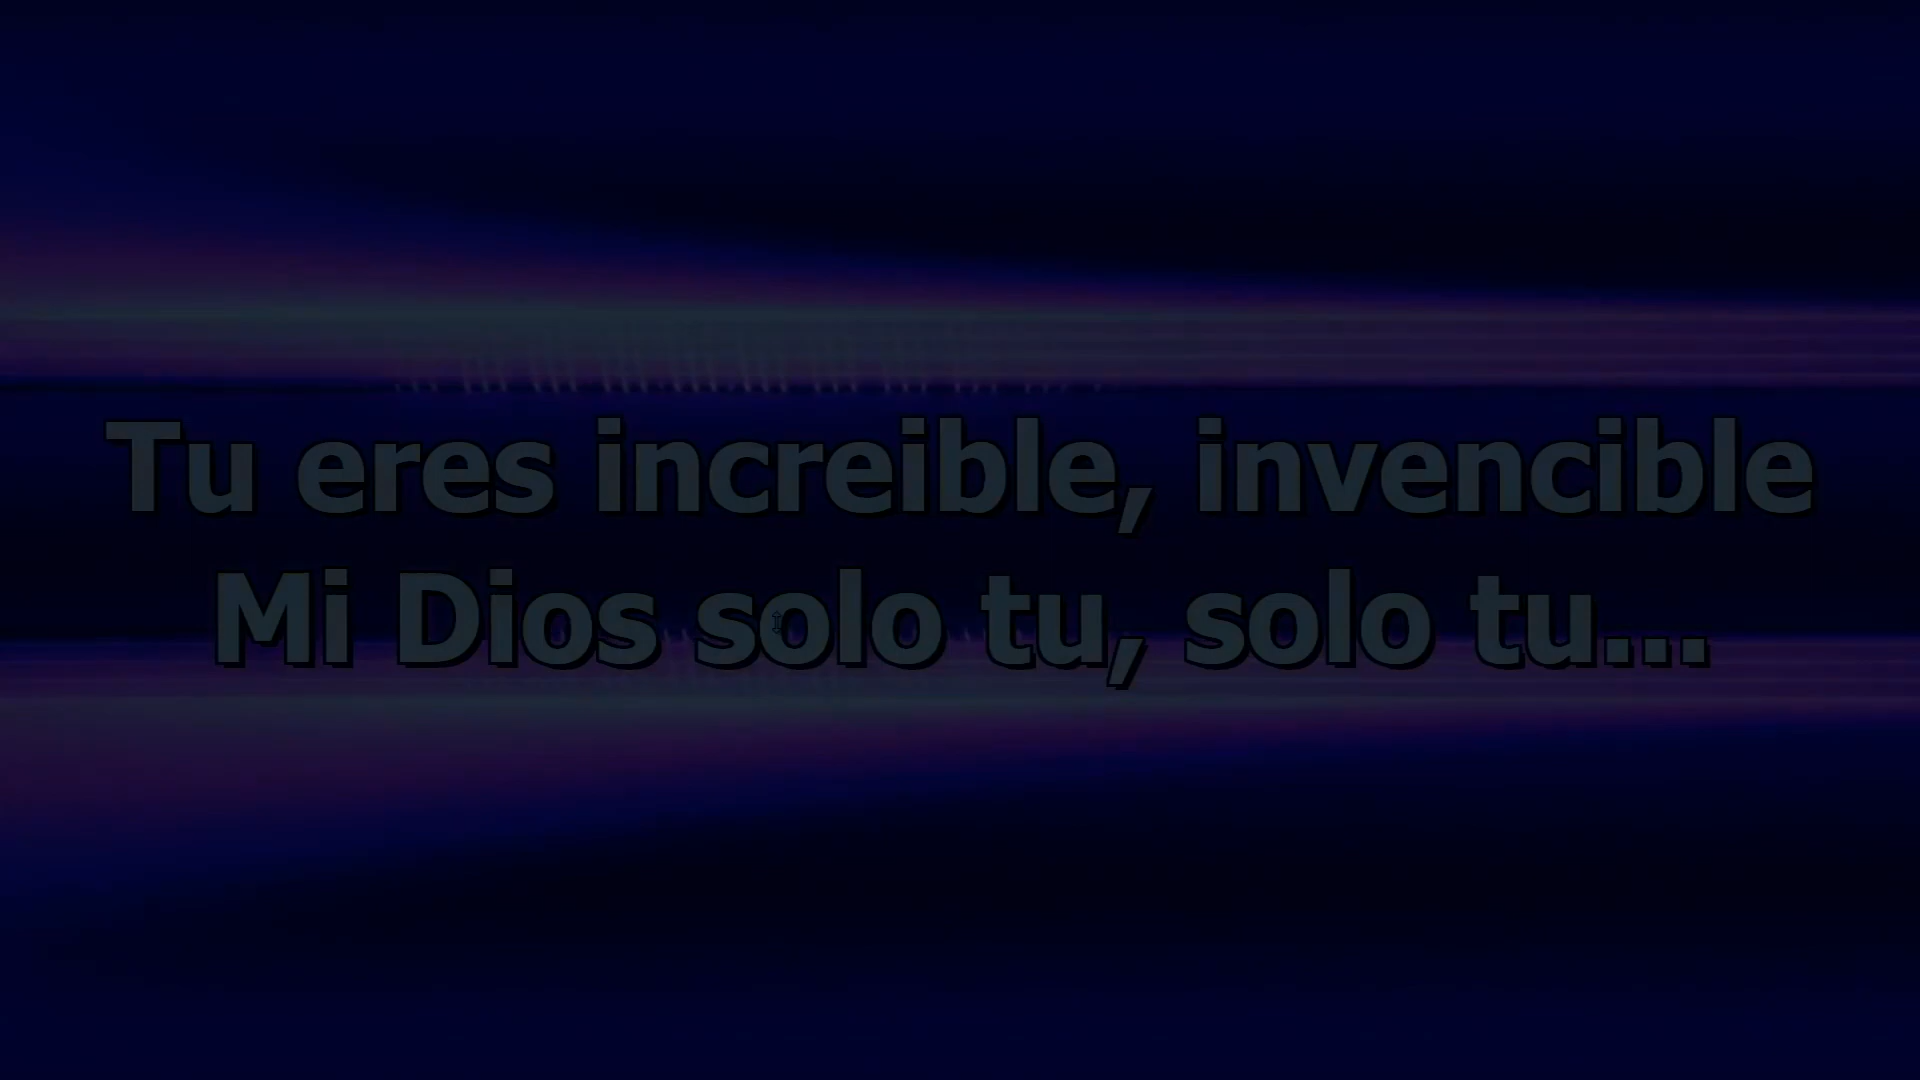 Tu eres increible, invencible
Mi Dios solo tu, solo tu...